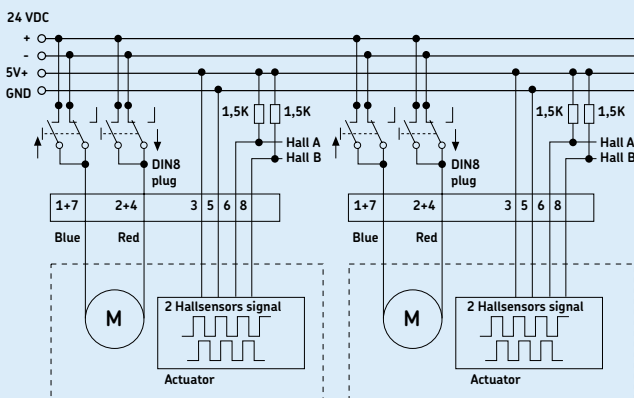 24 VDC
+
-
5V+
GND
1,5K 1,5K
Hall A
Hall B
DIN8
plug
1+7 2+4 3 5 6 8
Blue Red
M
2 Hallsensors signal
Actuator
1,5K 1,5K
Hall A
Hall B
DIN8
plug
1+7 2+4 3 5 6 8
Blue Red
M
2 Hallsensors signal
Actuator